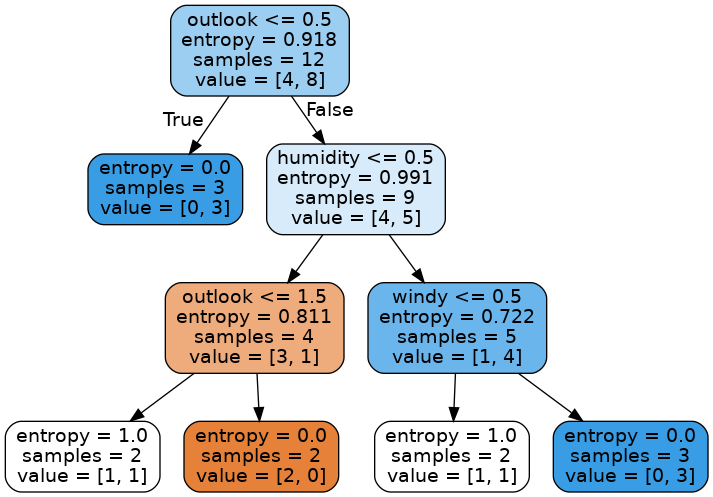 outlook <= 0.5
entropy = 0.918
samples = 12
value = [4, 8]
True
False
entropy = 0.0
samples = 3
value = [0, 3]
humidity <= 0.5
entropy = 0.991
samples = 9
value = [4, 5]
outlook <= 1.5
entropy = 0.811
samples = 4
value = [3, 1]
windy <= 0.5
entropy = 0.722
samples = 5
value = [1, 4]
entropy = 1.0
samples = 2
value = [1, 1]
entropy = 0.0
samples = 2
value = [2, 0]
entropy = 1.0
samples = 2
value = [1, 1]
entropy = 0.0
samples = 3
value = [0, 3]